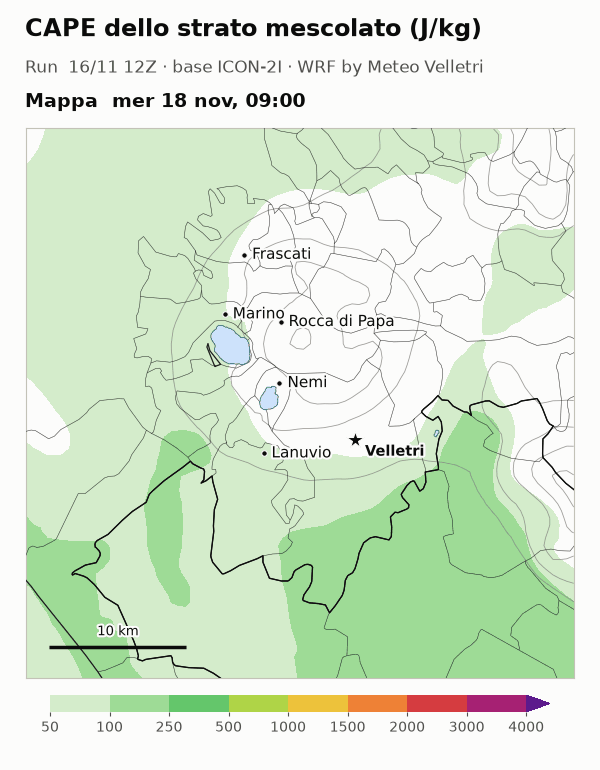 CAPE dello strato mescolato (J/kg)
Run  16/11 12Z · base ICON-2I · WRF by Meteo Velletri
Mappa  mer 18 nov, 09:00
Frascati
Marino
Rocca di Papa
Nemi
Velletri
Lanuvio
10 km
50 100 250 500 1000 1500 2000 3000 4000